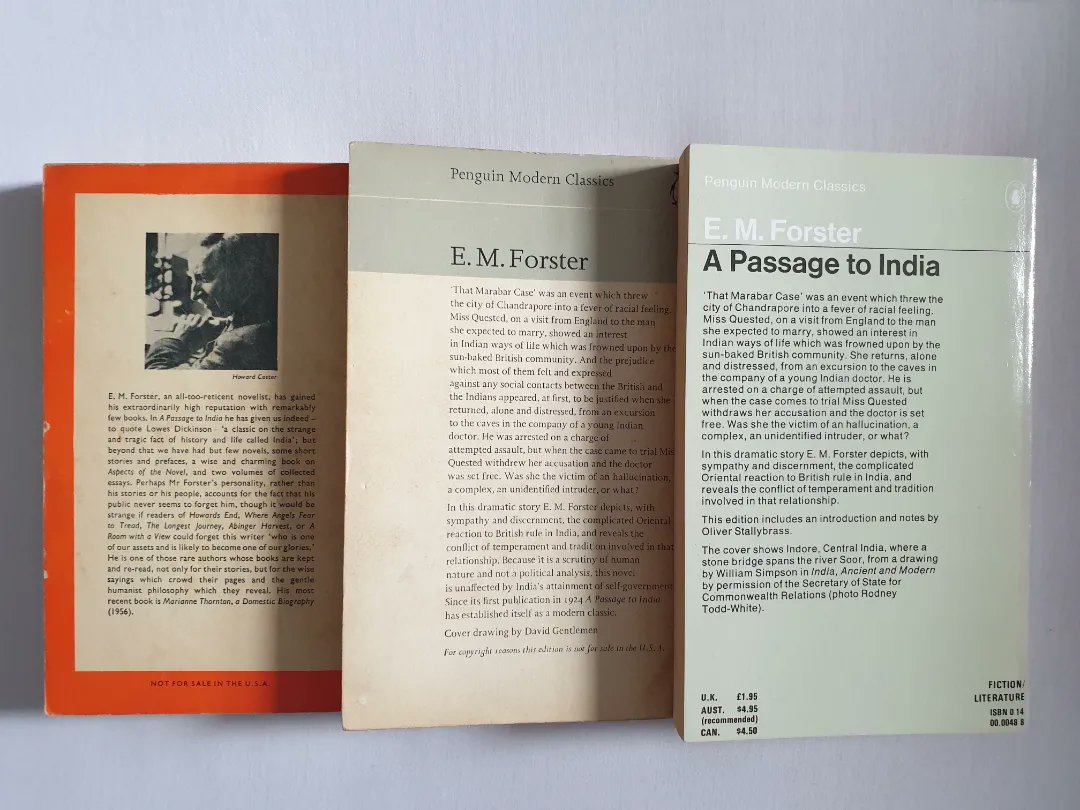 Howard Coster
E. M. Forster, an all-too-reticent novelist, has gained
his extraordinarily high reputation with remarkably
few books. In A Passage to India he has given us indeed –
to quote Lowes Dickinson – 'a classic on the strange
and tragic fact of history and life called India'; but
beyond that we have had but few novels, some short
stories and prefaces, a wise and charming book on
Aspects of the Novel, and two volumes of collected
essays. Perhaps Mr Forster's personality, rather than
his stories or his people, accounts for the fact that his
public never seems to forget him, though it would be
strange if readers of Howards End, Where Angels Fear
to Tread, The Longest Journey, Abinger Harvest, or A
Room with a View could forget this writer 'who is one
of our assets and is likely to become one of our glories.'
He is one of those rare authors whose books are kept
and re-read, not only for their stories, but for the wise
sayings which crowd their pages and the gentle
humanist philosophy which they reveal. His most
recent book is Marianne Thornton, a Domestic Biography
(1956).
NOT FOR SALE IN THE U.S.A.
Penguin Modern Classics
E. M. Forster
'That Marabar Case' was an event which threw
the city of Chandrapore into a fever of racial feeling.
Miss Quested, on a visit from England to the man
she expected to marry, showed an interest
in Indian ways of life which was frowned upon by the
sun-baked British community. And the prejudice
which most of them felt and expressed
against any social contacts between the British and
the Indians appeared, at first, to be justified when she
returned, alone and distressed, from an excursion
to the caves in the company of a young Indian
doctor. He was arrested on a charge of
attempted assault, but when the case came to trial Mis
Quested withdrew her accusation and the doctor
was set free. Was she the victim of an hallucination,
a complex, an unidentified intruder, or what?
In this dramatic story E. M. Forster depicts, with
sympathy and discernment, the complicated Oriental
reaction to British rule in India, and reveals the
conflict of temperament and tradition involved in that
relationship. Because it is a scrutiny of human
nature and not a political analysis, this novel
is unaffected by India's attainment of self-government
Since its first publication in 1924 A Passage to India
has established itself as a modern classic.
Cover drawing by David Gentlemen
For copyright reasons this edition is not for sale in the U.S.A.
Penguin Modern Classics
E. M. Forster
A Passage to India
'That Marabar Case' was an event which threw the
city of Chandrapore into a fever of racial feeling.
Miss Quested, on a visit from England to the man
she expected to marry, showed an interest in
Indian ways of life which was frowned upon by the
sun-baked British community. She returns, alone
and distressed, from an excursion to the caves in
the company of a young Indian doctor. He is
arrested on a charge of attempted assault, but
when the case comes to trial Miss Quested
withdraws her accusation and the doctor is set
free. Was she the victim of an hallucination, a
complex, an unidentified intruder, or what?
In this dramatic story E. M. Forster depicts, with
sympathy and discernment, the complicated
Oriental reaction to British rule in India, and
reveals the conflict of temperament and tradition
involved in that relationship.
This edition includes an introduction and notes by
Oliver Stallybrass.
The cover shows Indore, Central India, where a
stone bridge spans the river Soor, from a drawing
by William Simpson in India, Ancient and Modern
by permission of the Secretary of State for
Commonwealth Relations (photo Rodney
Todd-White).
U.K. £1.95
AUST. $4.95
(recommended)
CAN. $4.50
FICTION/
LITERATURE
ISBN 0 14
00.0048 8